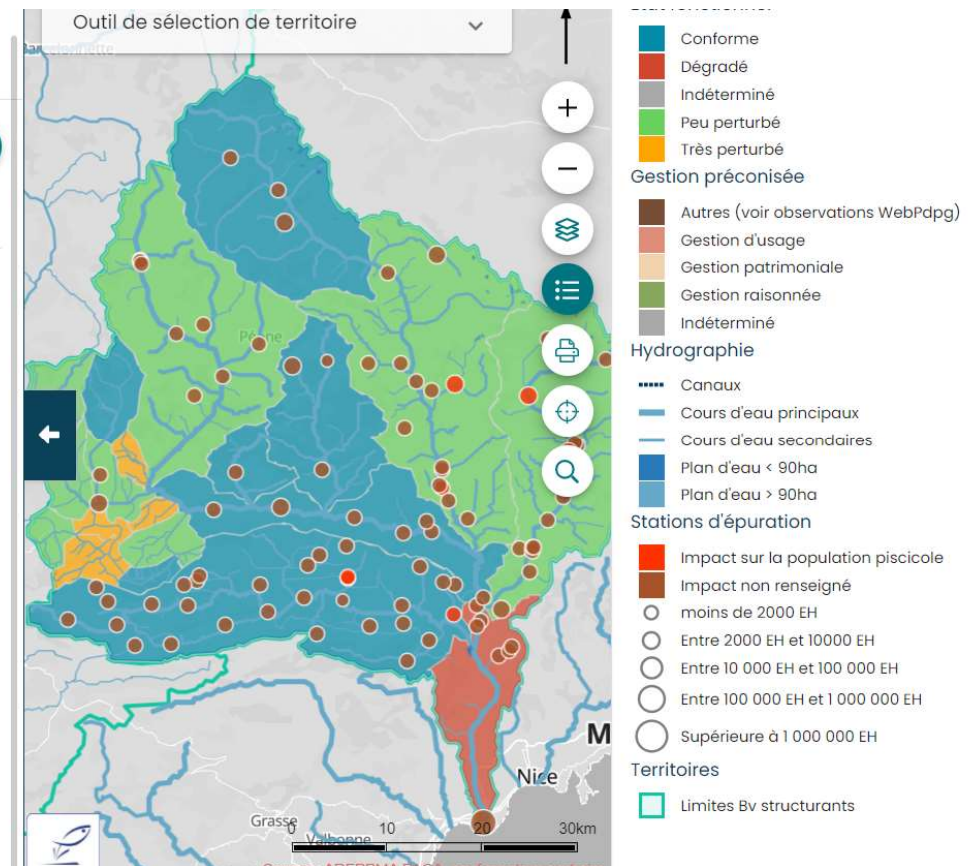 Outil de sélection de territoire
Péone
Grasse
Valbonne
Nice
M
0
10
20
30km
Conforme
Dégradé
Indéterminé
Peu perturbé
Très perturbé
Gestion préconisée
Autres (voir observations WebPdpg)
Gestion d'usage
Gestion patrimoniale
Gestion raisonnée
Indéterminé
Hydrographie
Canaux
Cours d'eau principaux
Cours d'eau secondaires
Plan d'eau < 90ha
Plan d'eau > 90ha
Stations d'épuration
Impact sur la population piscicole
Impact non renseigné
moins de 2000 EH
Entre 2000 EH et 10000 EH
Entre 10 000 EH et 100 000 EH
Entre 100 000 EH et 1 000 000 EH
Supérieure à 1 000 000 EH
Territoires
Limites Bv structurants